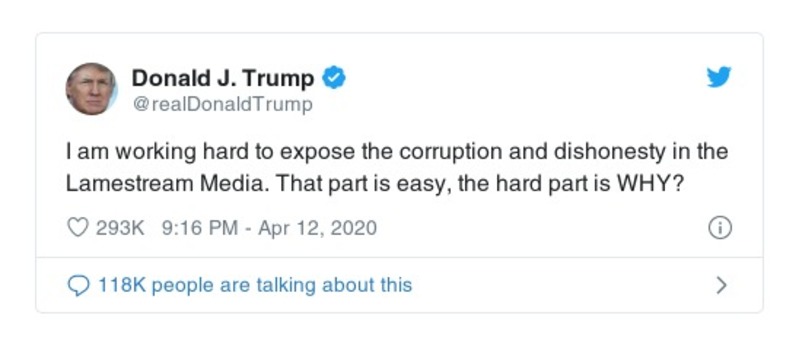 Donald J. Trump
@realDonaldTrump
I am working hard to expose the corruption and dishonesty in the
Lamestream Media. That part is easy, the hard part is WHY?
293K 9:16 PM - Apr 12, 2020
118K people are talking about this